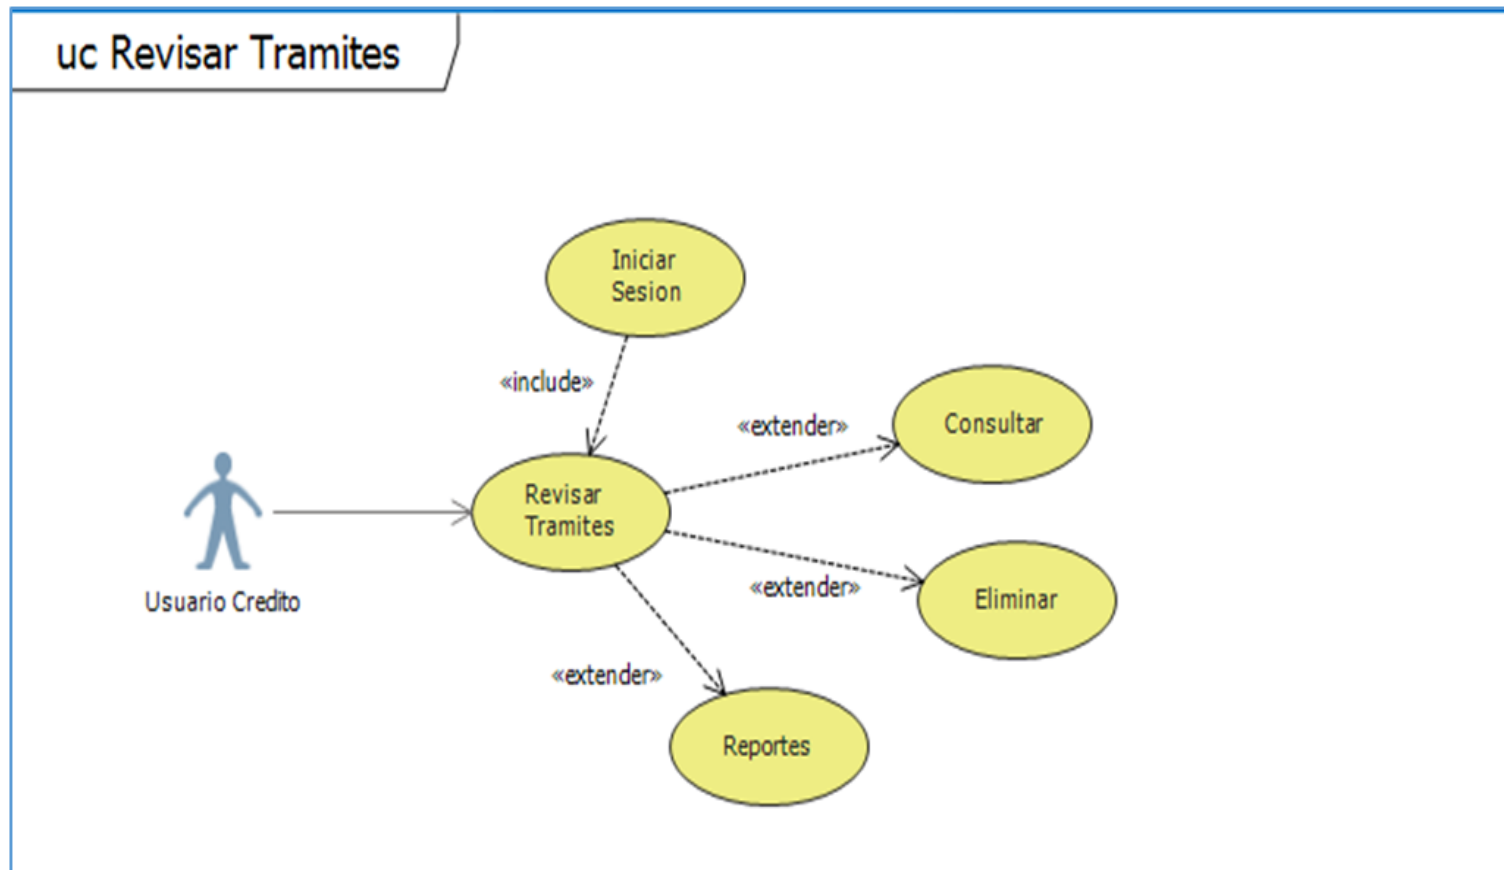 uc Revisar Tramites
Iniciar
Sesion
«include»
«extender»
Consultar
Revisar
Tramites
«extender»
Eliminar
Usuario Credito
«extender»
Reportes